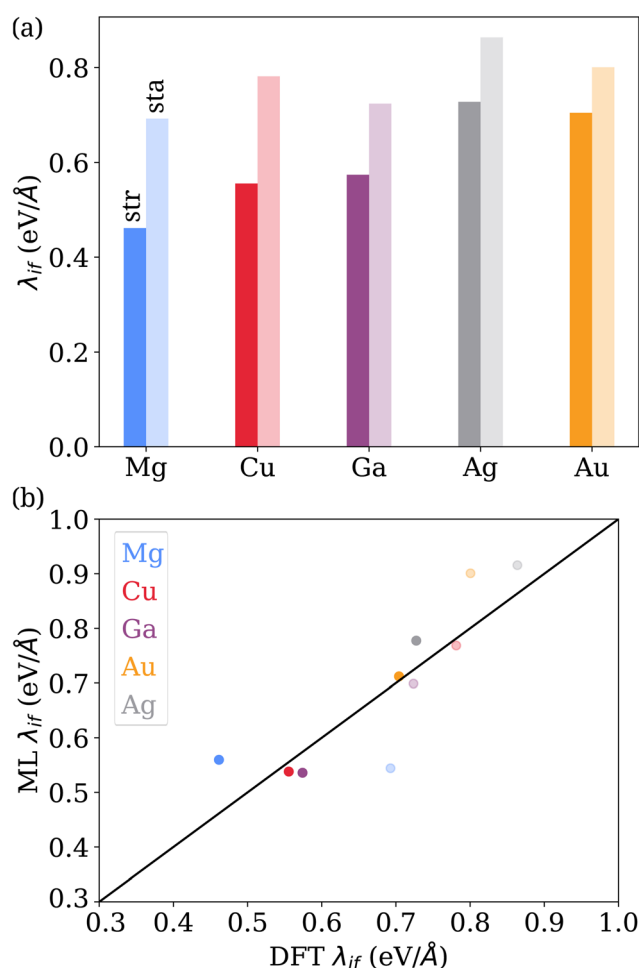 (a)
λif (eV/Å)
0.8
0.6
0.4
0.2
0.0
str
sta
Mg Cu Ga Ag Au
(b)
ML λif (eV/Å)
1.0
0.9
0.8
0.7
0.6
0.5
0.4
0.3
Mg
Cu
Ga
Au
Ag
0.3 0.4 0.5 0.6 0.7 0.8 0.9 1.0
DFT λif (eV/Å)